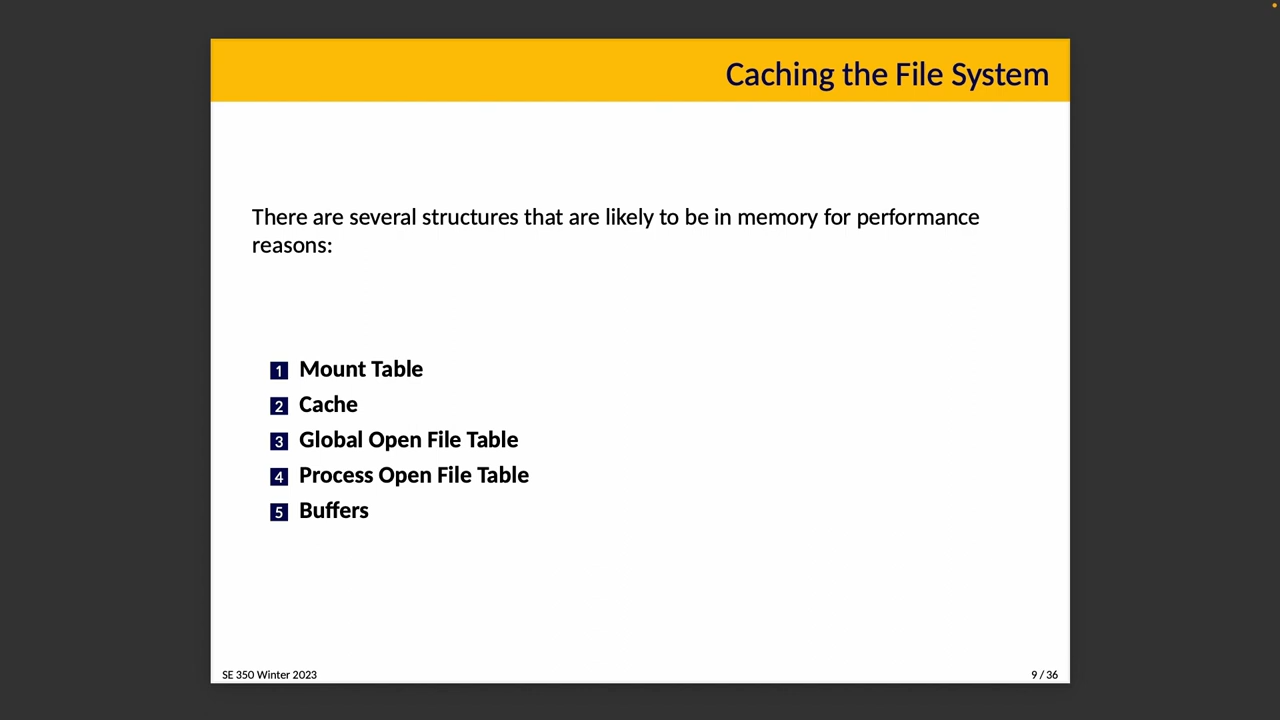 Caching the File System
There are several structures that are likely to be in memory for performance
reasons:
1 Mount Table
2 Cache
3 Global Open File Table
4 Process Open File Table
5 Buffers
SE 350 Winter 2023
9 / 36